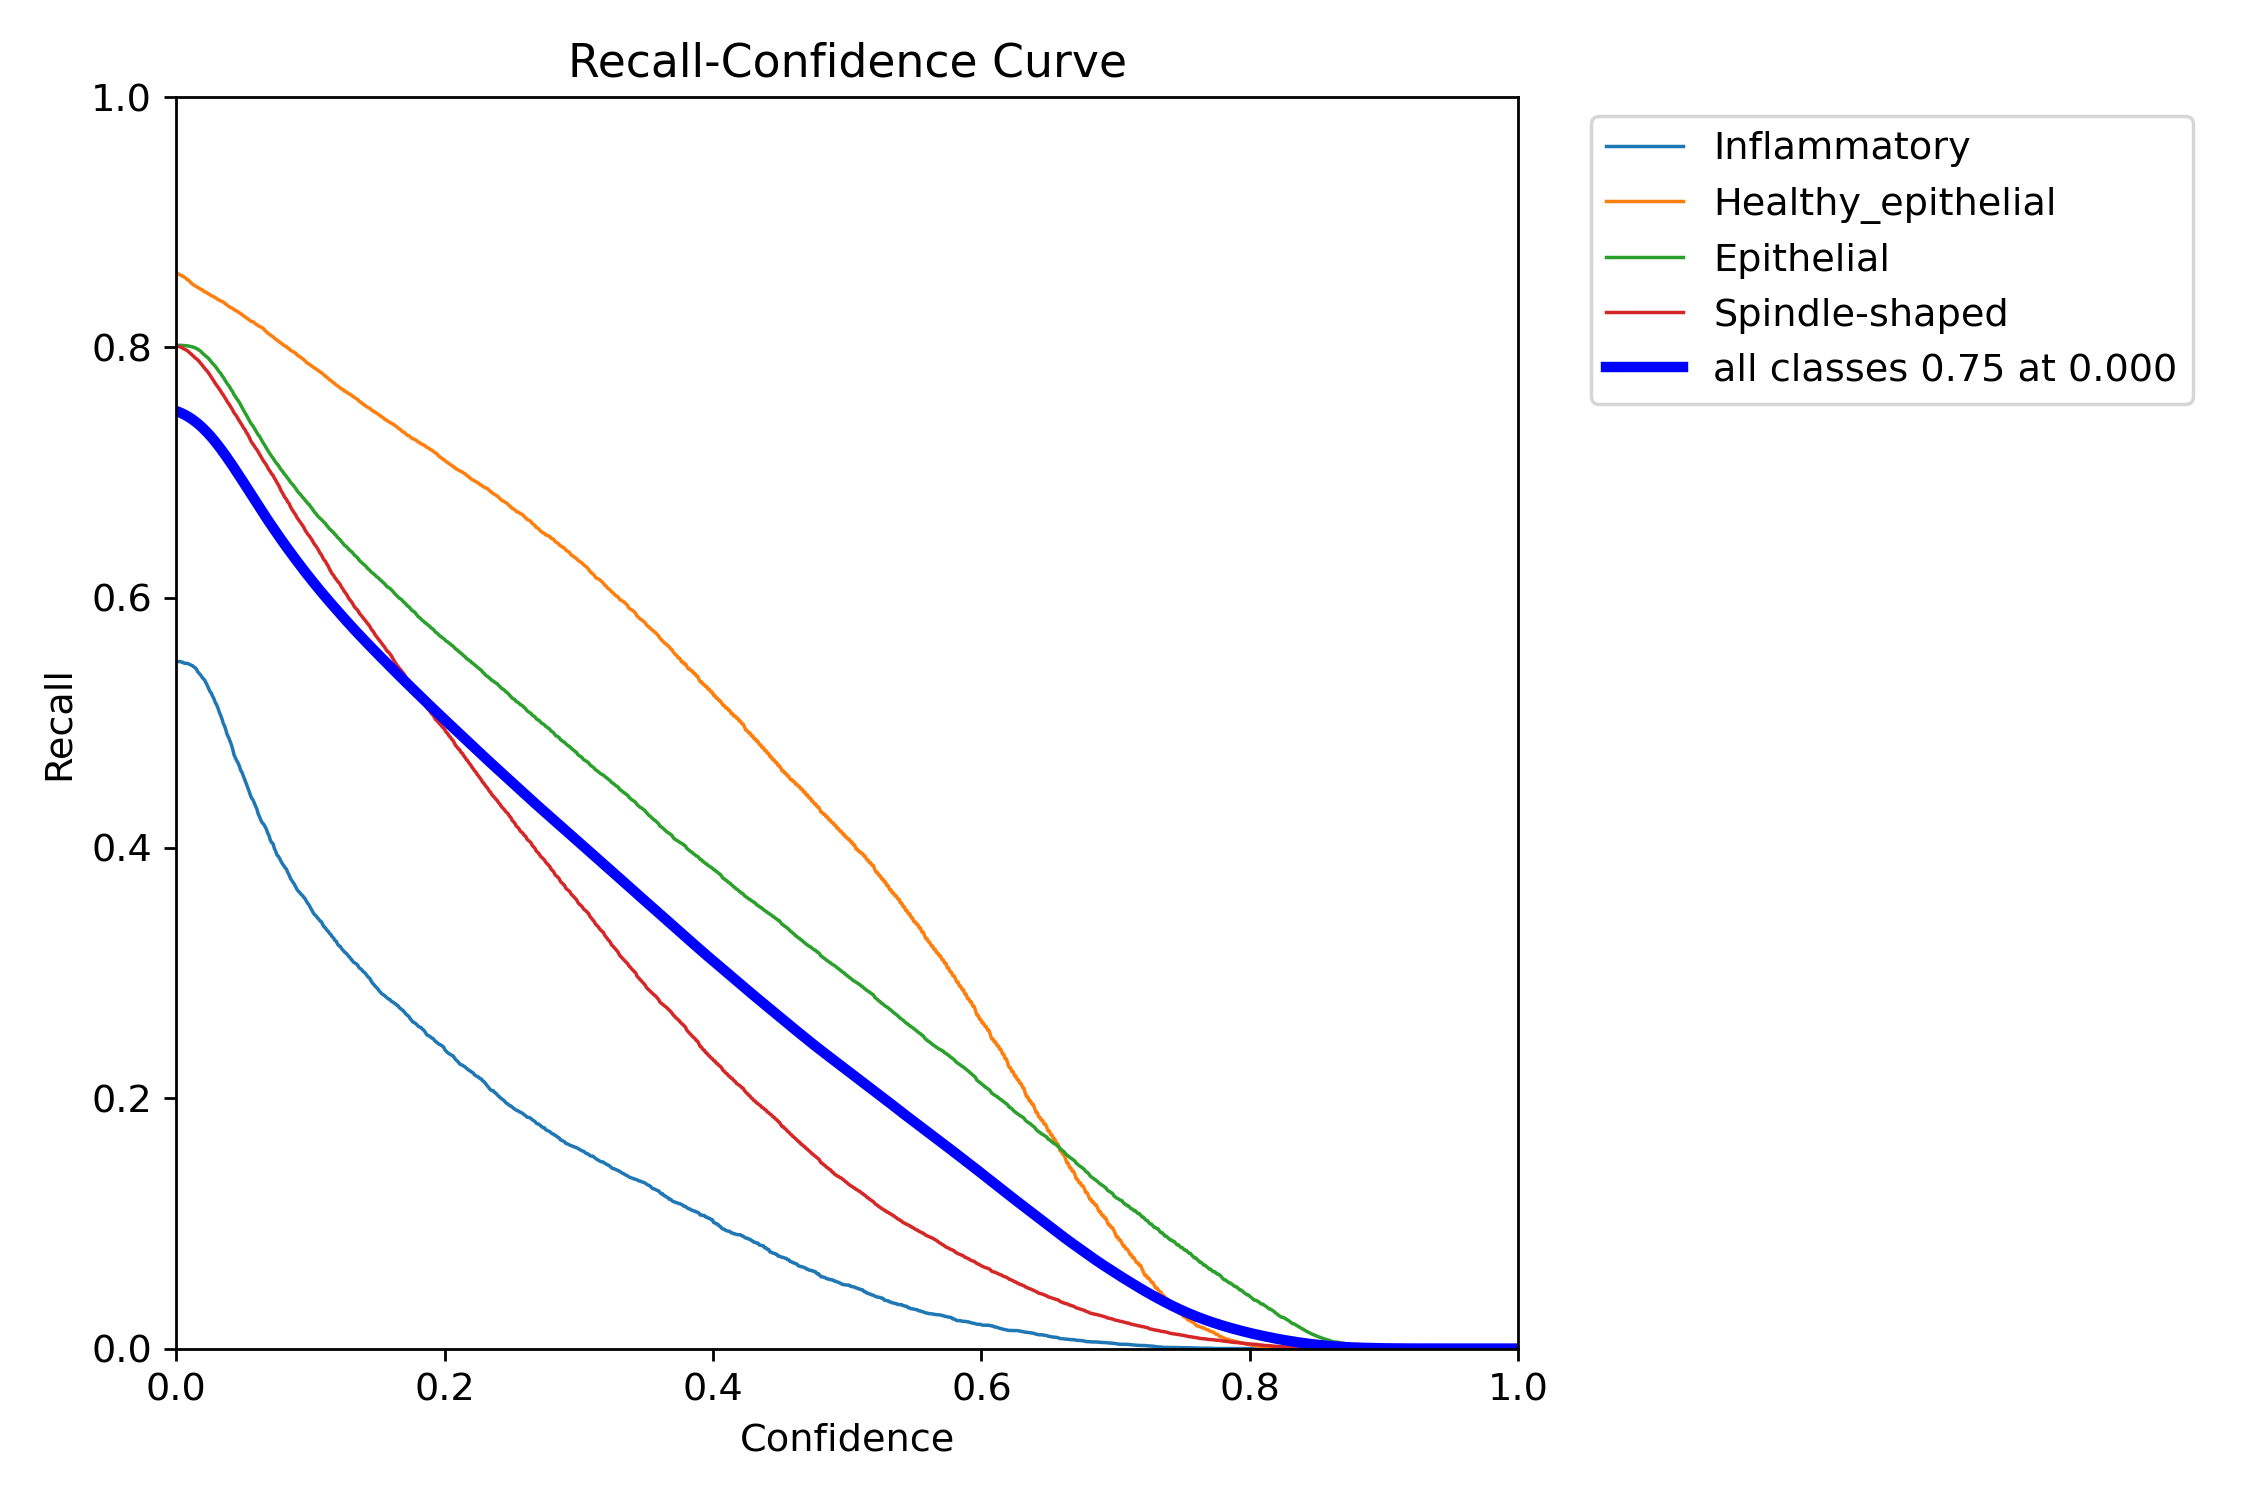 Recall-Confidence Curve
1.0
0.8
0.6
0.4
0.2
0.0
Recall
0.0 0.2 0.4 0.6 0.8 1.0
Confidence
Inflammatory
Healthy_epithelial
Epithelial
Spindle-shaped
all classes 0.75 at 0.000